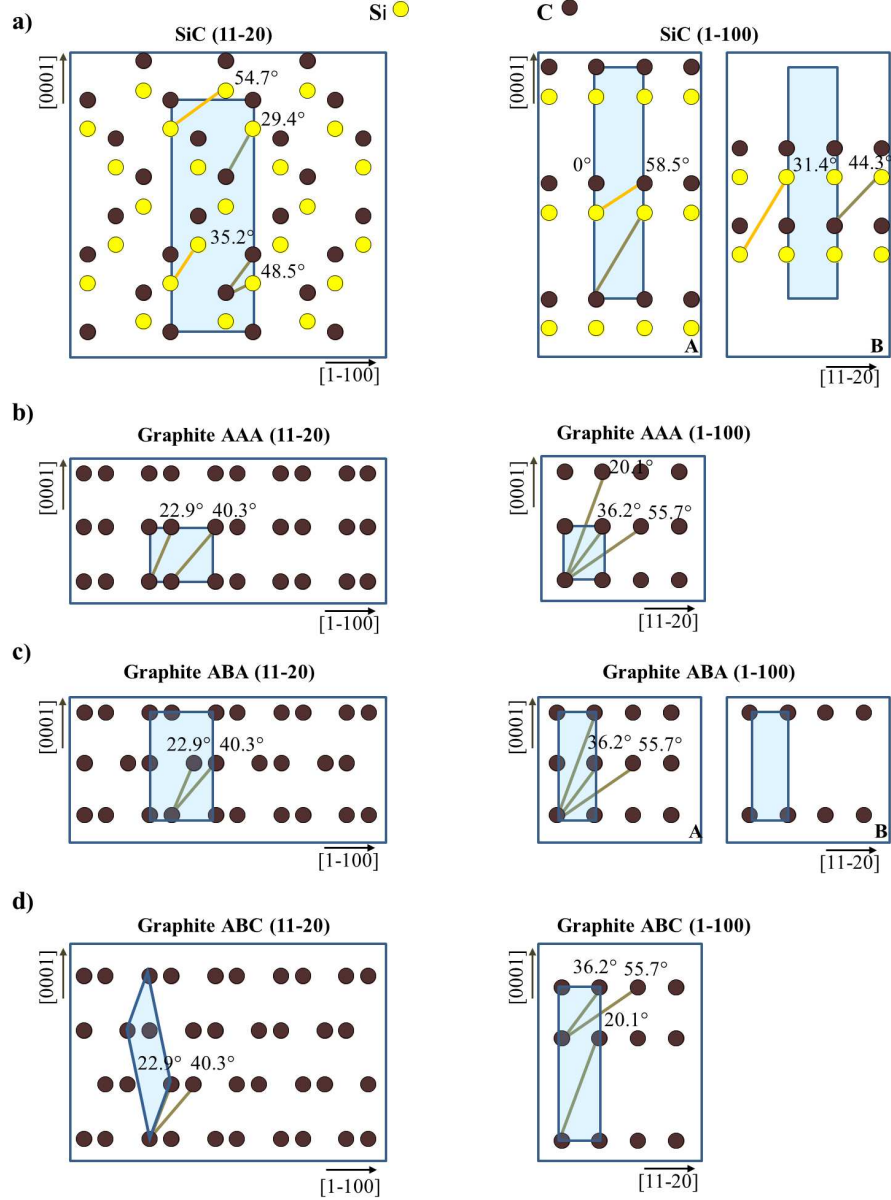 Si C
a) SiC (11-20) SiC (1-100)
[0001] 54.7° [0001]
29.4°
0° 58.5° 31.4° 44.3°
35.2°
48.5°
A B
[1-100] [11-20]
b)
Graphite AAA (11-20) Graphite AAA (1-100)
[0001] [0001] 20.1°
22.9° 40.3° 36.2° 55.7°
[1-100] [11-20]
c)
Graphite ABA (11-20) Graphite ABA (1-100)
[0001] [0001]
22.9° 40.3° 36.2° 55.7°
A B
[1-100] [11-20]
d)
Graphite ABC (11-20) Graphite ABC (1-100)
[0001] [0001] 36.2° 55.7°
20.1°
22.9° 40.3°
[1-100] [11-20]